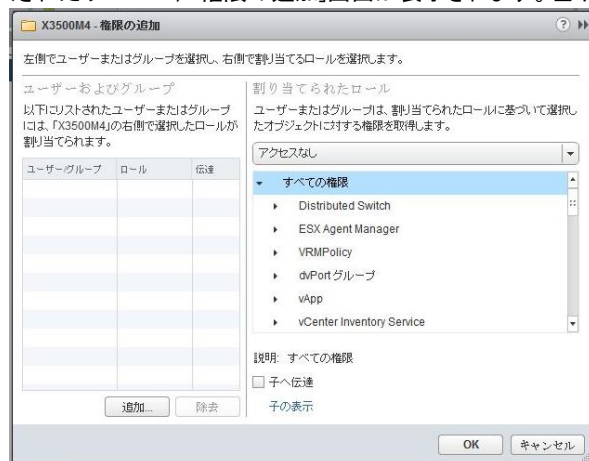 X3500M4 - 権限の追加
左側でユーザーまたはグループを選択し、右側で割り当てるロールを選択します。
ユーザーおよびグループ
以下にリストされたユーザーまたはグループ
には、「X3500M4」の右側で選択したロールが
割り当てられます。
ユーザー/グループ ロール 伝達
追加... 除去
割り当てられたロール
ユーザーまたはグループは、割り当てられたロールに基づいて選択し
たオブジェクトに対する権限を取得します。
アクセスなし
すべての権限
Distributed Switch
ESX Agent Manager
VRMPolicy
dvPort グループ
vApp
vCenter Inventory Service
説明: すべての権限
子へ伝達
子の表示
OK キャンセル